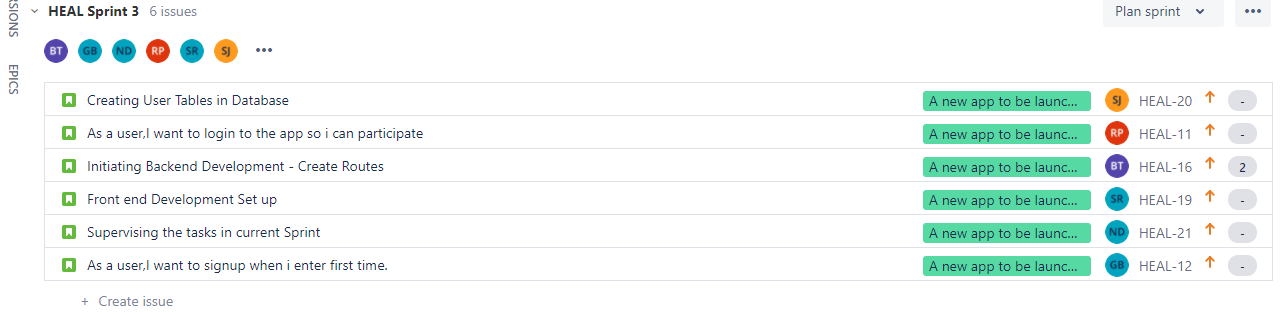 HEAL Sprint 3 6 issues Plan sprint •••
BT GB ND RP SR SJ •••
EPICS
Creating User Tables in Database A new app to be launc... SJ HEAL-20 -
As a user,I want to login to the app so i can participate A new app to be launc... RP HEAL-11 -
Initiating Backend Development - Create Routes A new app to be launc... BT HEAL-16 2
Front end Development Set up A new app to be launc... SR HEAL-19 -
Supervising the tasks in current Sprint A new app to be launc... ND HEAL-21 -
As a user,I want to signup when i enter first time. A new app to be launc... GB HEAL-12 -
+ Create issue